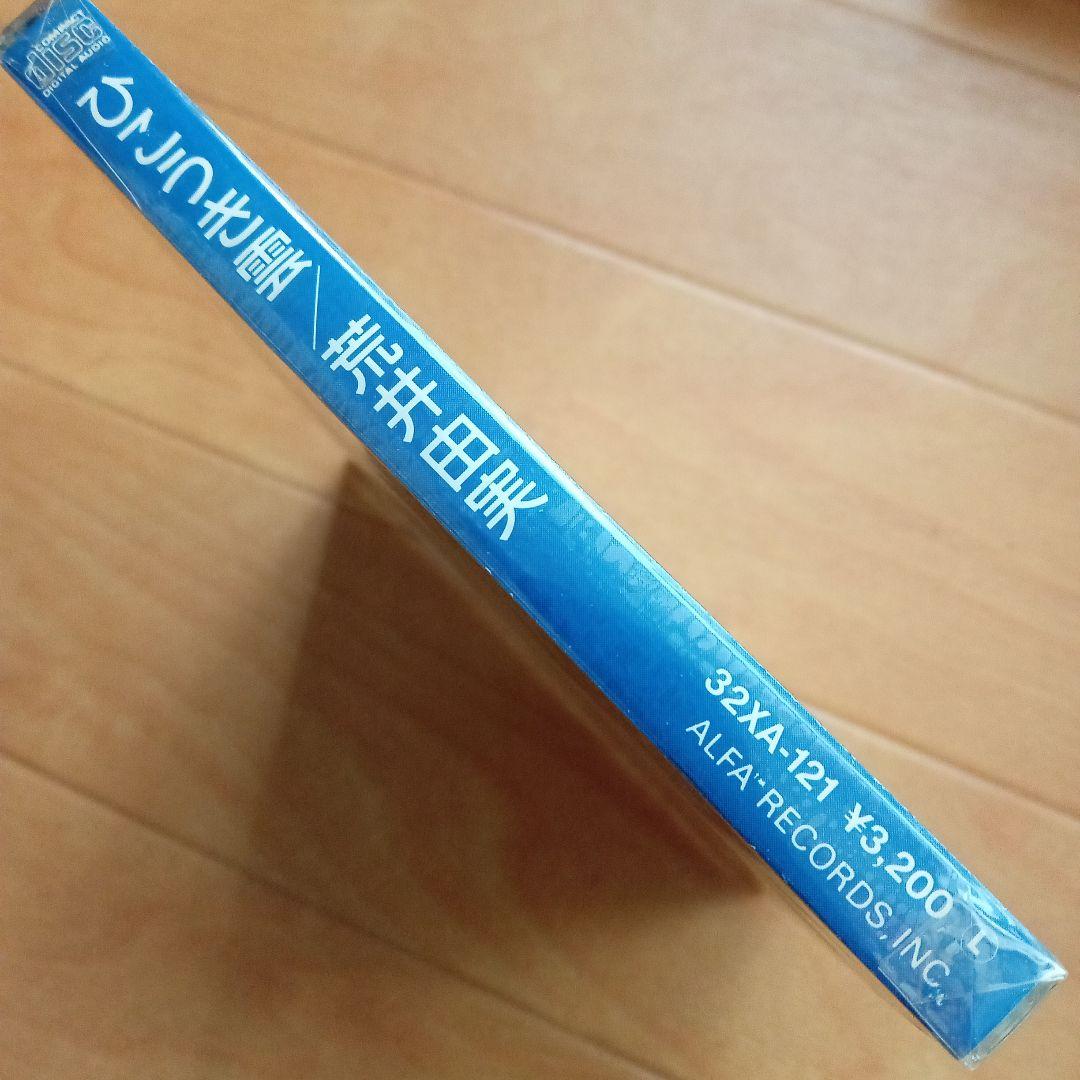 COMPACT
disc
DIGITAL AUDIO
ひこうき雲／荒井由実
32XA-121 ¥3,200 Ⓛ
ALFA™ RECORDS, INC.